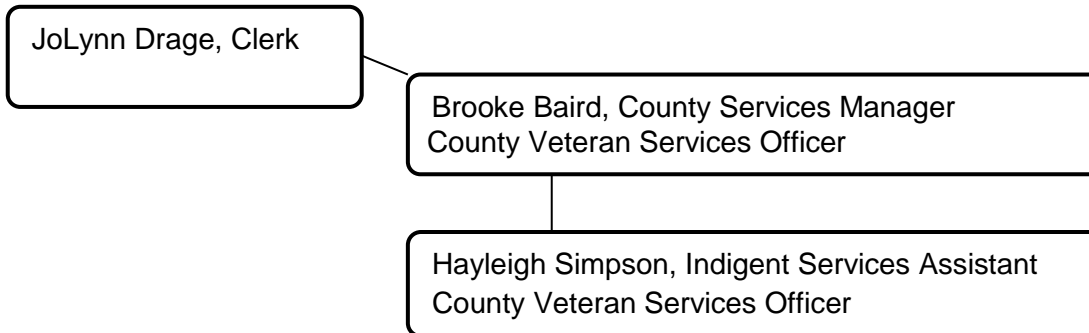 JoLynn Drage, Clerk
Brooke Baird, County Services Manager
County Veteran Services Officer
Hayleigh Simpson, Indigent Services Assistant
County Veteran Services Officer